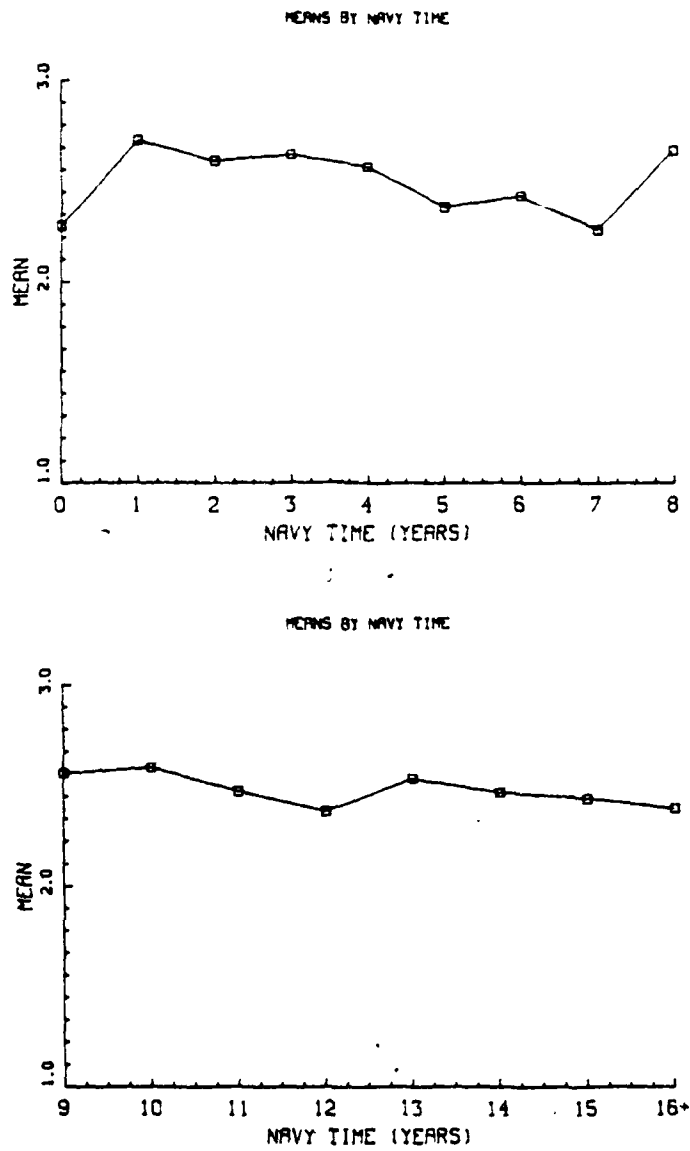 MEANS BY NAVY TIME
3.0
2.0
1.0
MEAN
0 1 2 3 4 5 6 7 8
NAVY TIME (YEARS)
MEANS BY NAVY TIME
3.0
2.0
1.0
MEAN
9 10 11 12 13 14 15 16+
NAVY TIME (YEARS)